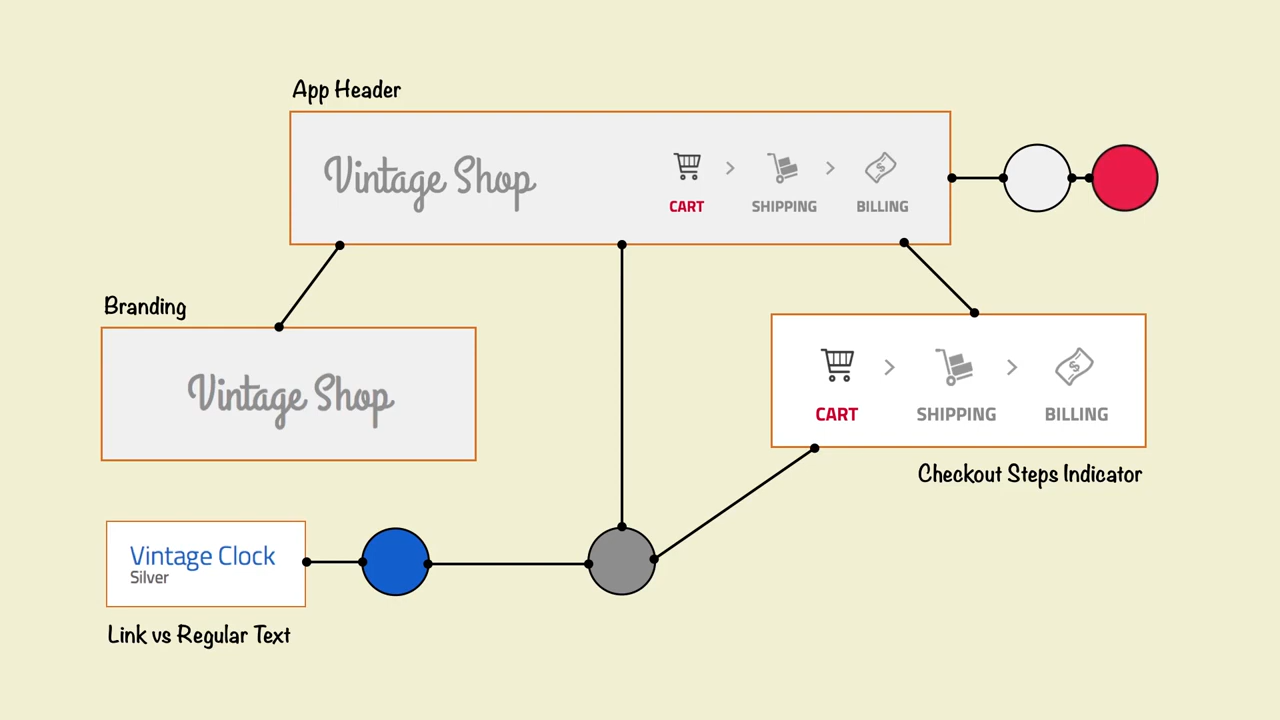 App Header
Vintage Shop
CART > SHIPPING > BILLING
Branding
Vintage Shop
CART > SHIPPING > BILLING
Checkout Steps Indicator
Vintage Clock
Silver
Link vs Regular Text